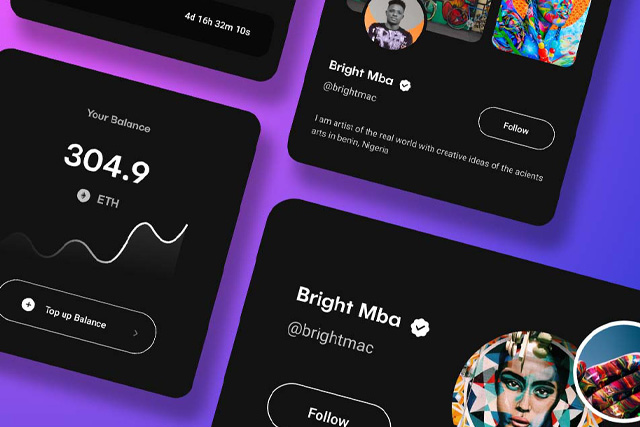 4d 16h 32m 10s
Your Balance
304.9
ETH
Top up Balance
Bright Mba
@brightmac
Follow
I am artist of the real world with creative ideas of the acients
arts in benin, Nigeria
Bright Mba
@brightmac
Follow